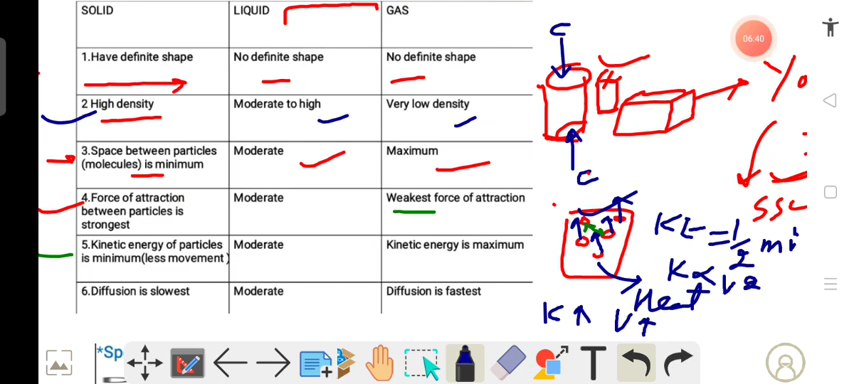 SOLID LIQUID GAS
1.Have definite shape No definite shape No definite shape
2 High density Moderate to high Very low density
3.Space between particles Moderate Maximum
(molecules) is minimum
4.Force of attraction Moderate Weakest force of attraction
between particles is
strongest
5.Kinetic energy of particles Moderate Kinetic energy is maximum
is minimum(less movement)
6.Diffusion is slowest Moderate Diffusion is fastest
06:40
C
C
KE = 1/2 m
K ∝ V2
Heat
K ↑ V ↑
*Sp
T